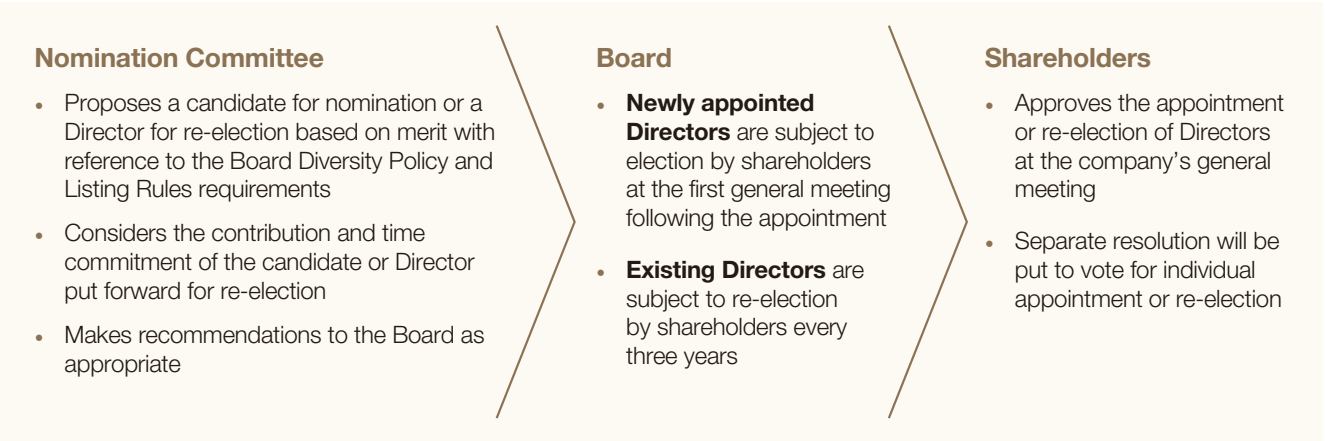 Nomination Committee
• Proposes a candidate for nomination or a
Director for re-election based on merit with
reference to the Board Diversity Policy and
Listing Rules requirements
• Considers the contribution and time
commitment of the candidate or Director
put forward for re-election
• Makes recommendations to the Board as
appropriate
Board
• Newly appointed
Directors are subject to
election by shareholders
at the first general meeting
following the appointment
• Existing Directors are
subject to re-election
by shareholders every
three years
Shareholders
• Approves the appointment
or re-election of Directors
at the company's general
meeting
• Separate resolution will be
put to vote for individual
appointment or re-election